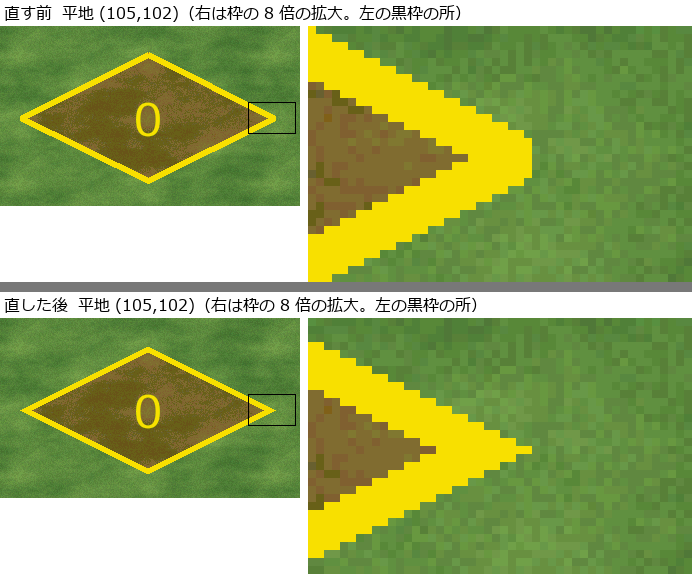 直す前 平地 (105,102)（右は枠の 8 倍の拡大。左の黒枠の所）
0
直した後 平地 (105,102)（右は枠の 8 倍の拡大。左の黒枠の所）
0